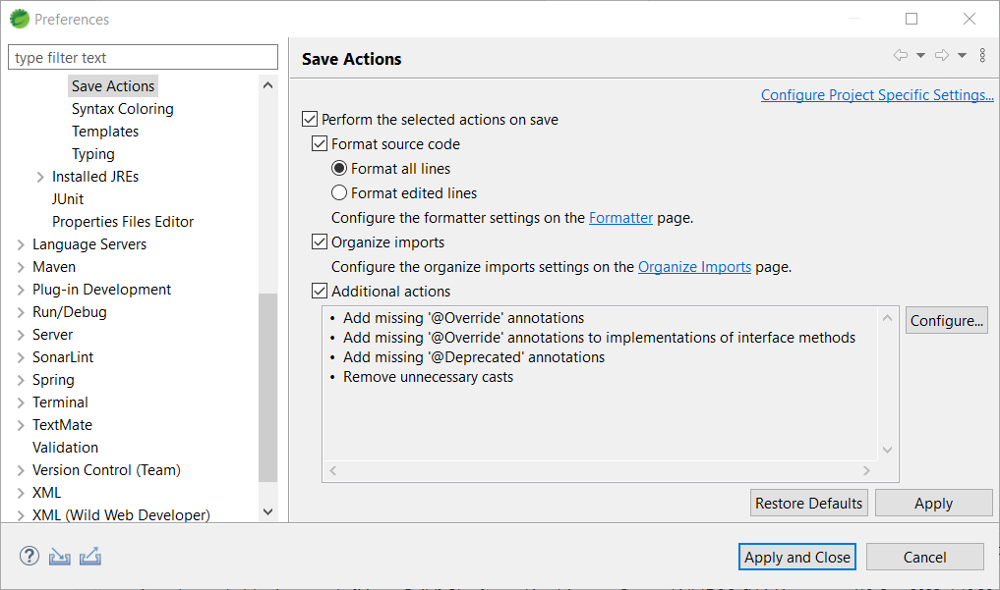 Preferences
type filter text
Save Actions
Syntax Coloring
Templates
Typing
Installed JREs
JUnit
Properties Files Editor
Language Servers
Maven
Plug-in Development
Run/Debug
Server
SonarLint
Spring
Terminal
TextMate
Validation
Version Control (Team)
XML
XML (Wild Web Developer)
Save Actions
Configure Project Specific Settings...
Perform the selected actions on save
Format source code
Format all lines
Format edited lines
Configure the formatter settings on the Formatter page.
Organize imports
Configure the organize imports settings on the Organize Imports page.
Additional actions
• Add missing '@Override' annotations
• Add missing '@Override' annotations to implementations of interface methods
• Add missing '@Deprecated' annotations
• Remove unnecessary casts
Configure...
Restore Defaults
Apply
Apply and Close
Cancel